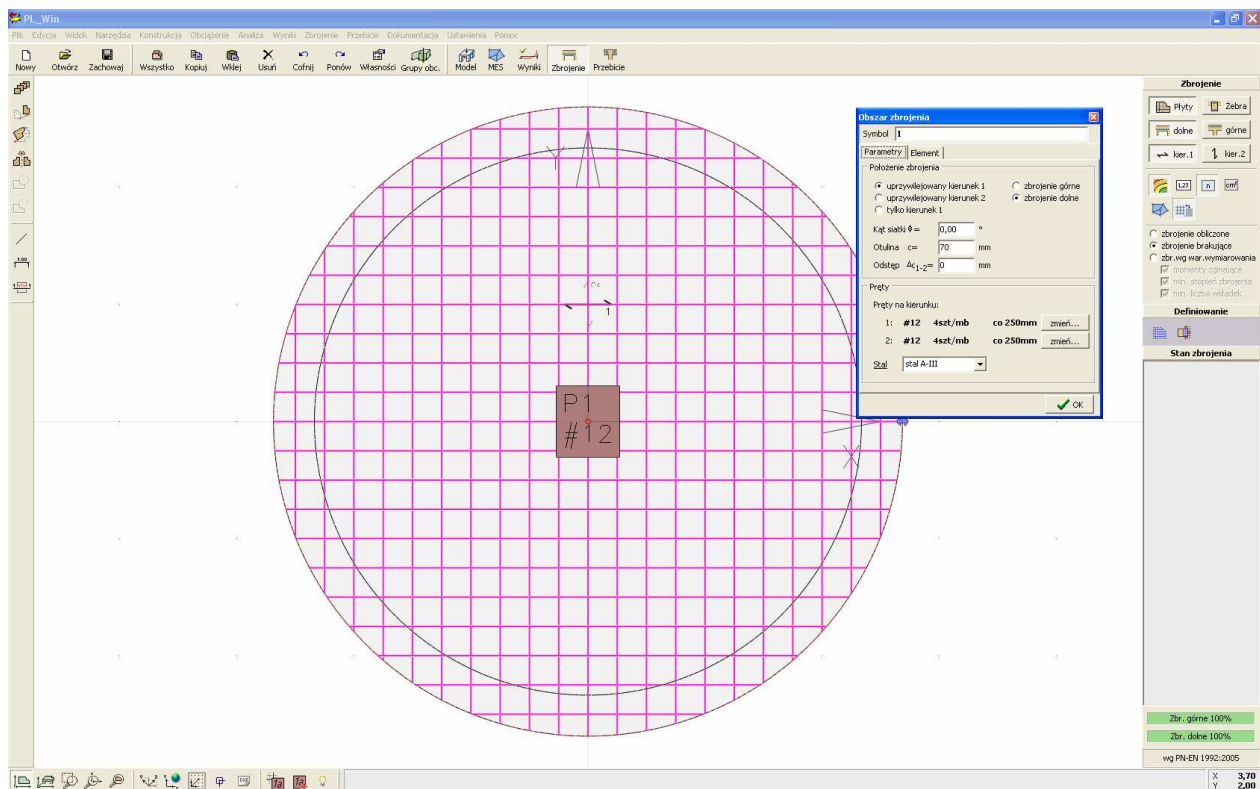 PL_Win
Plik Edycja Widok Narzędzia Konstrukcja Obciążenie Analiza Wyniki Zbrojenie Przebicie Dokumentacja Ustawienia Pomoc
Nowy Otwórz Zachowaj Wszystko Kopiuj Wklej Usuń Cofnij Ponów Własności Grupy obc. Model MES Wyniki Zbrojenie Przebicie
Y
2
1
P1
#12
X
Obszar zbrojenia
Symbol 1
Parametry Element
Położenie zbrojenia
uprzywilejowany kierunek 1 zbrojenie górne
uprzywilejowany kierunek 2 zbrojenie dolne
tylko kierunek 1
Kąt siatki ϕ= 0,00 °
Otulina c= 70 mm
Odstęp Δc1-2= 0 mm
Pręty
Pręty na kierunku:
1: #12 4szt/mb co 250mm zmień...
2: #12 4szt/mb co 250mm zmień...
Stal stal A-III
OK
Zbrojenie
Płyty Żebra
dolne górne
kier.1 kier.2
1,23 n cm²
zbrojenie obliczone
zbrojenie brakujące
zbr.wg war.wymiarowania
momenty zginające
min. stopień zbrojenia
min. liczba wkładek
Definiowanie
Stan zbrojenia
Zbr. górne 100%
Zbr. dolne 100%
wg PN-EN 1992:2005
X 3,70
Y 2,00